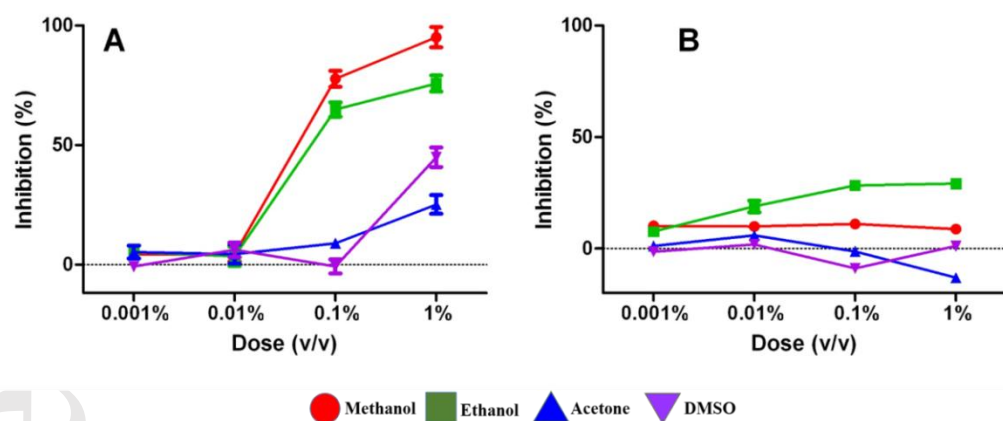 A
Inhibition (%)
100
50
0
0.001% 0.01% 0.1% 1%
Dose (v/v)
B
Inhibition (%)
100
50
0
0.001% 0.01% 0.1% 1%
Dose (v/v)
Methanol Ethanol Acetone DMSO